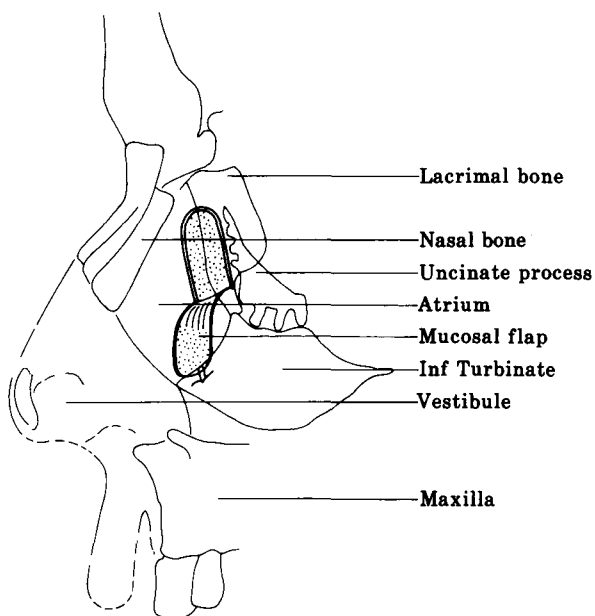 Lacrimal bone
Nasal bone
Uncinate process
Atrium
Mucosal flap
Inf Turbinate
Vestibule
Maxilla